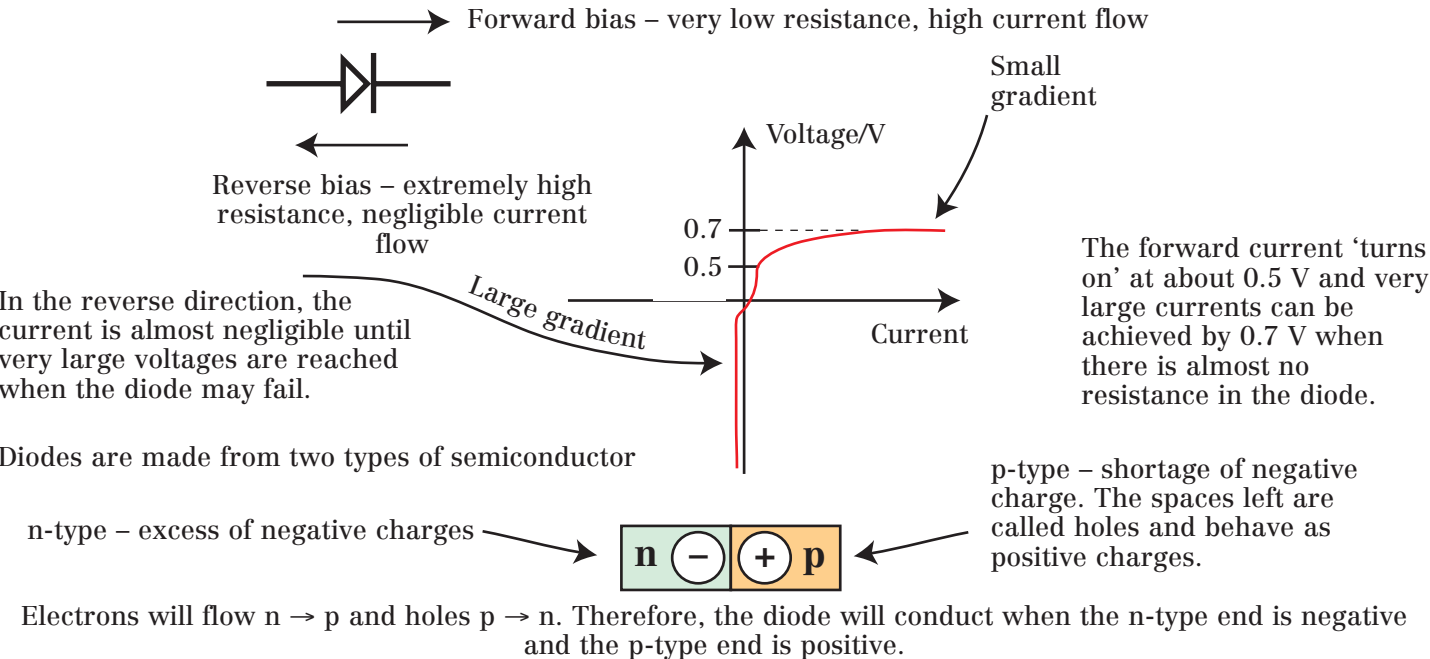 Forward bias – very low resistance, high current flow
Small
gradient
Voltage/V
Reverse bias – extremely high
resistance, negligible current
flow
0.7
0.5
Current
Large gradient
The forward current ‘turns
on’ at about 0.5 V and very
large currents can be
achieved by 0.7 V when
there is almost no
resistance in the diode.
In the reverse direction, the
current is almost negligible until
very large voltages are reached
when the diode may fail.
Diodes are made from two types of semiconductor
n-type – excess of negative charges
n − + p
p-type – shortage of negative
charge. The spaces left are
called holes and behave as
positive charges.
Electrons will flow n → p and holes p → n. Therefore, the diode will conduct when the n-type end is negative
and the p-type end is positive.